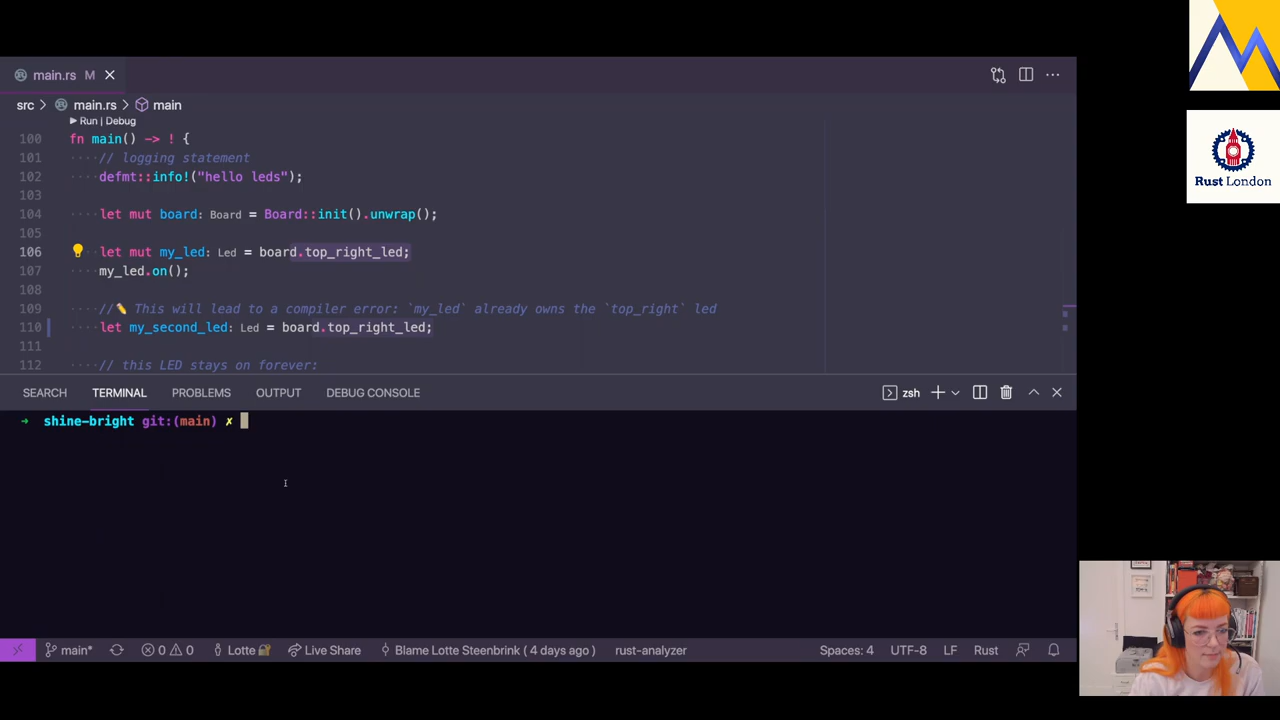 main.rs M
src > main.rs > main
Run | Debug
100 fn main() -> ! {
101 ····// logging statement
102 ····defmt::info!("hello leds");
103
104 ····let mut board: Board = Board::init().unwrap();
105
106 ····let mut my_led: Led = board.top_right_led;
107 ····my_led.on();
108
109 ····//✏️ This will lead to a compiler error: `my_led` already owns the `top_right` led
110 ····let my_second_led: Led = board.top_right_led;
111
112 ····// this LED stays on forever:
SEARCH TERMINAL PROBLEMS OUTPUT DEBUG CONSOLE zsh
→ shine-bright git:(main) ✗
main* 0 0 Lotte Live Share Blame Lotte Steenbrink ( 4 days ago ) rust-analyzer Spaces: 4 UTF-8 LF Rust
Rust London